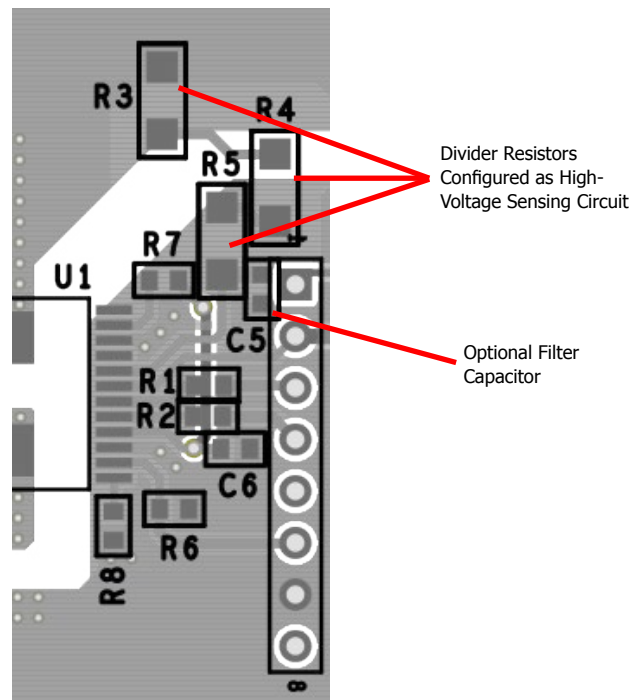 R3
R4
R5
Divider Resistors
Configured as High-
Voltage Sensing Circuit
R7
U1
C5
Optional Filter
Capacitor
R1
R2
C6
R6
R8
8